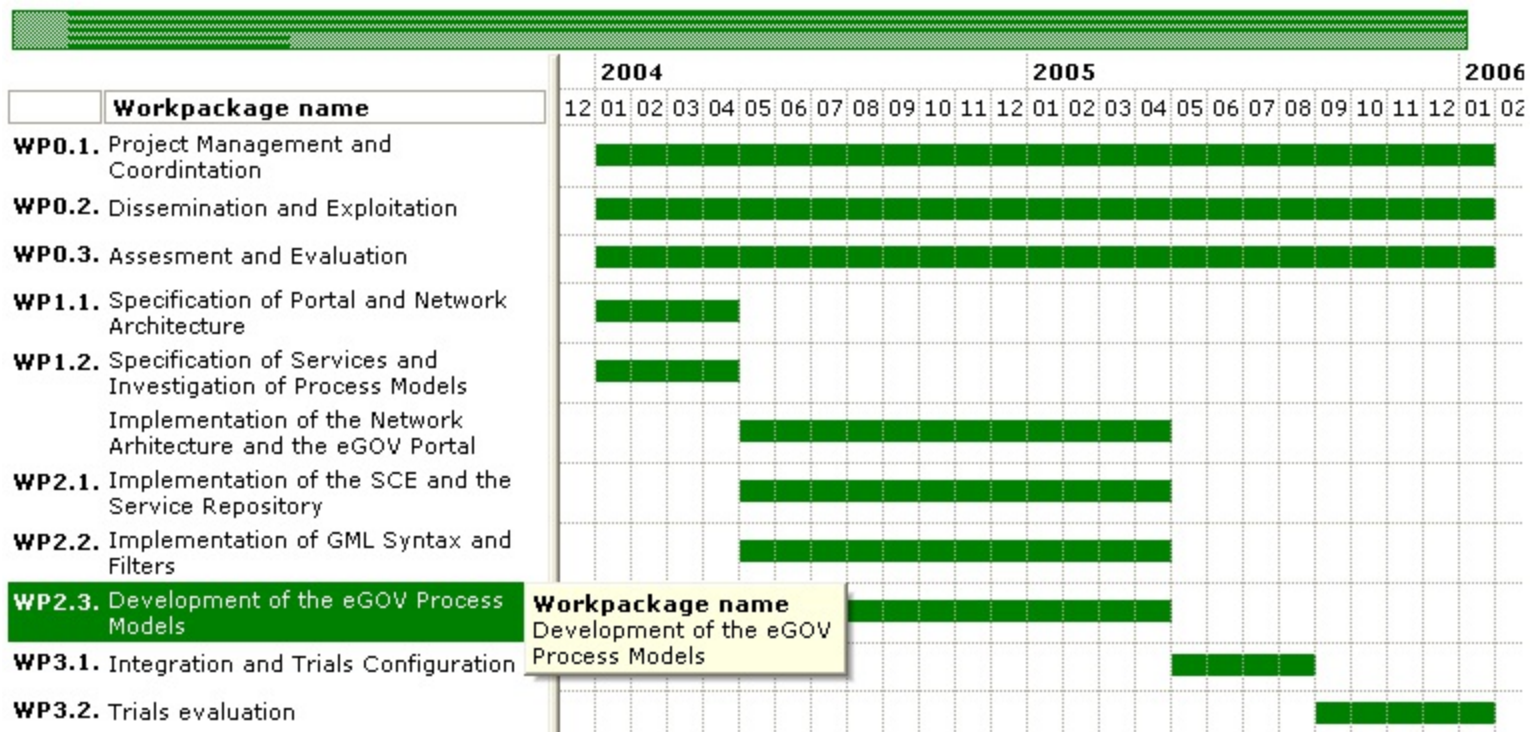 2004 2005 2006
Workpackage name 12 01 02 03 04 05 06 07 08 09 10 11 12 01 02 03 04 05 06 07 08 09 10 11 12 01 02
WP0.1. Project Management and
Coordintation
WP0.2. Dissemination and Exploitation
WP0.3. Assesment and Evaluation
WP1.1. Specification of Portal and Network
Architecture
WP1.2. Specification of Services and
Investigation of Process Models
Implementation of the Network
Arhitecture and the eGOV Portal
WP2.1. Implementation of the SCE and the
Service Repository
WP2.2. Implementation of GML Syntax and
Filters
WP2.3. Development of the eGOV Process
Models
Workpackage name
Development of the eGOV
Process Models
WP3.1. Integration and Trials Configuration
WP3.2. Trials evaluation